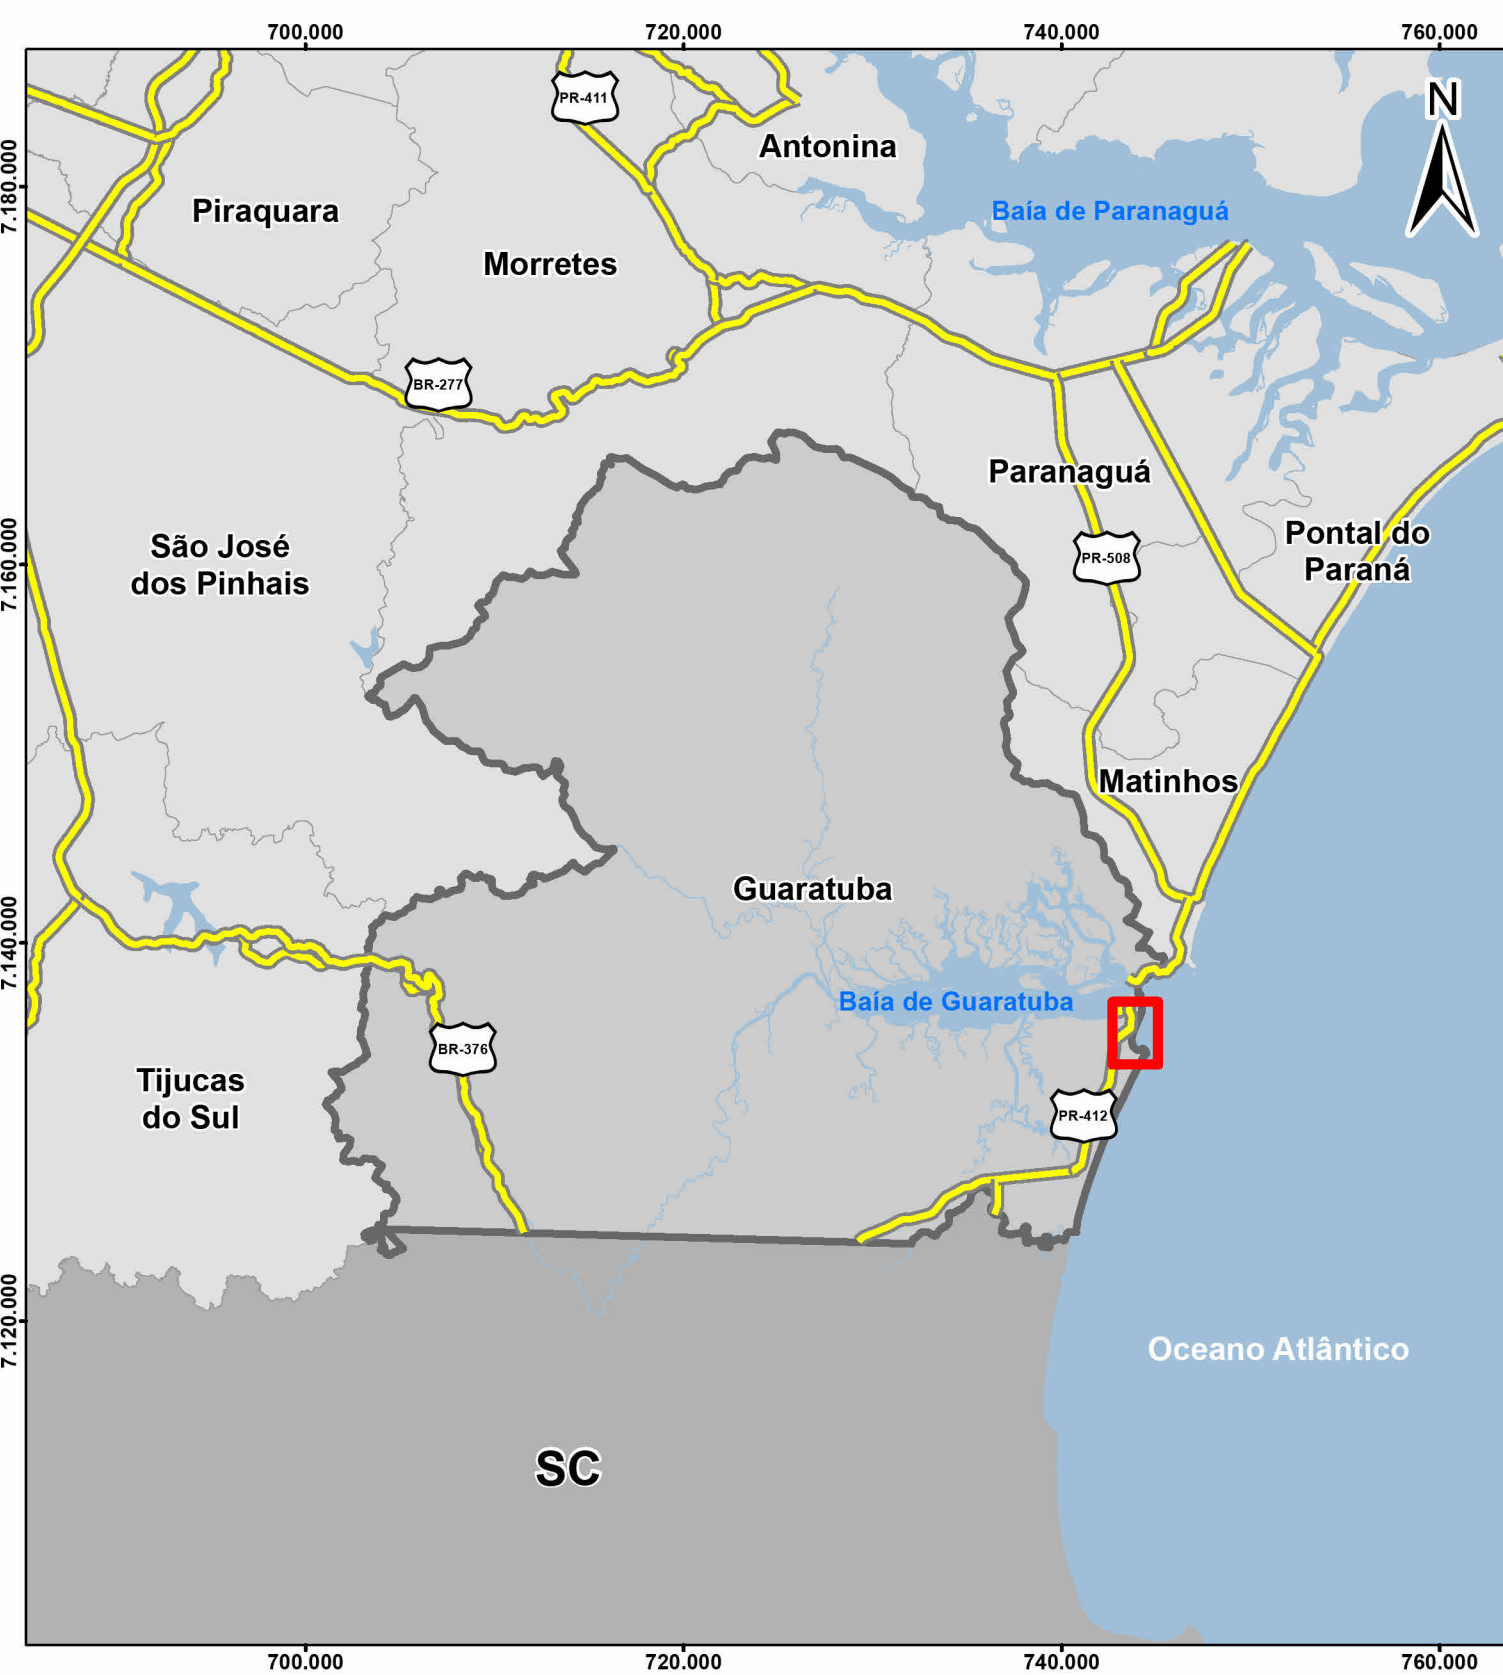 700.000
720.000
740.000
760.000
N
PR-411
Antonina
7.180.000
Piraquara
Baía de Paranaguá
Morretes
BR-277
Paranaguá
Pontal do
Paraná
São José
dos Pinhais
7.160.000
PR-508
Matinhos
Guaratuba
7.140.000
Baía de Guaratuba
BR-376
Tijucas
do Sul
PR-412
7.120.000
Oceano Atlântico
SC
700.000
720.000
740.000
760.000